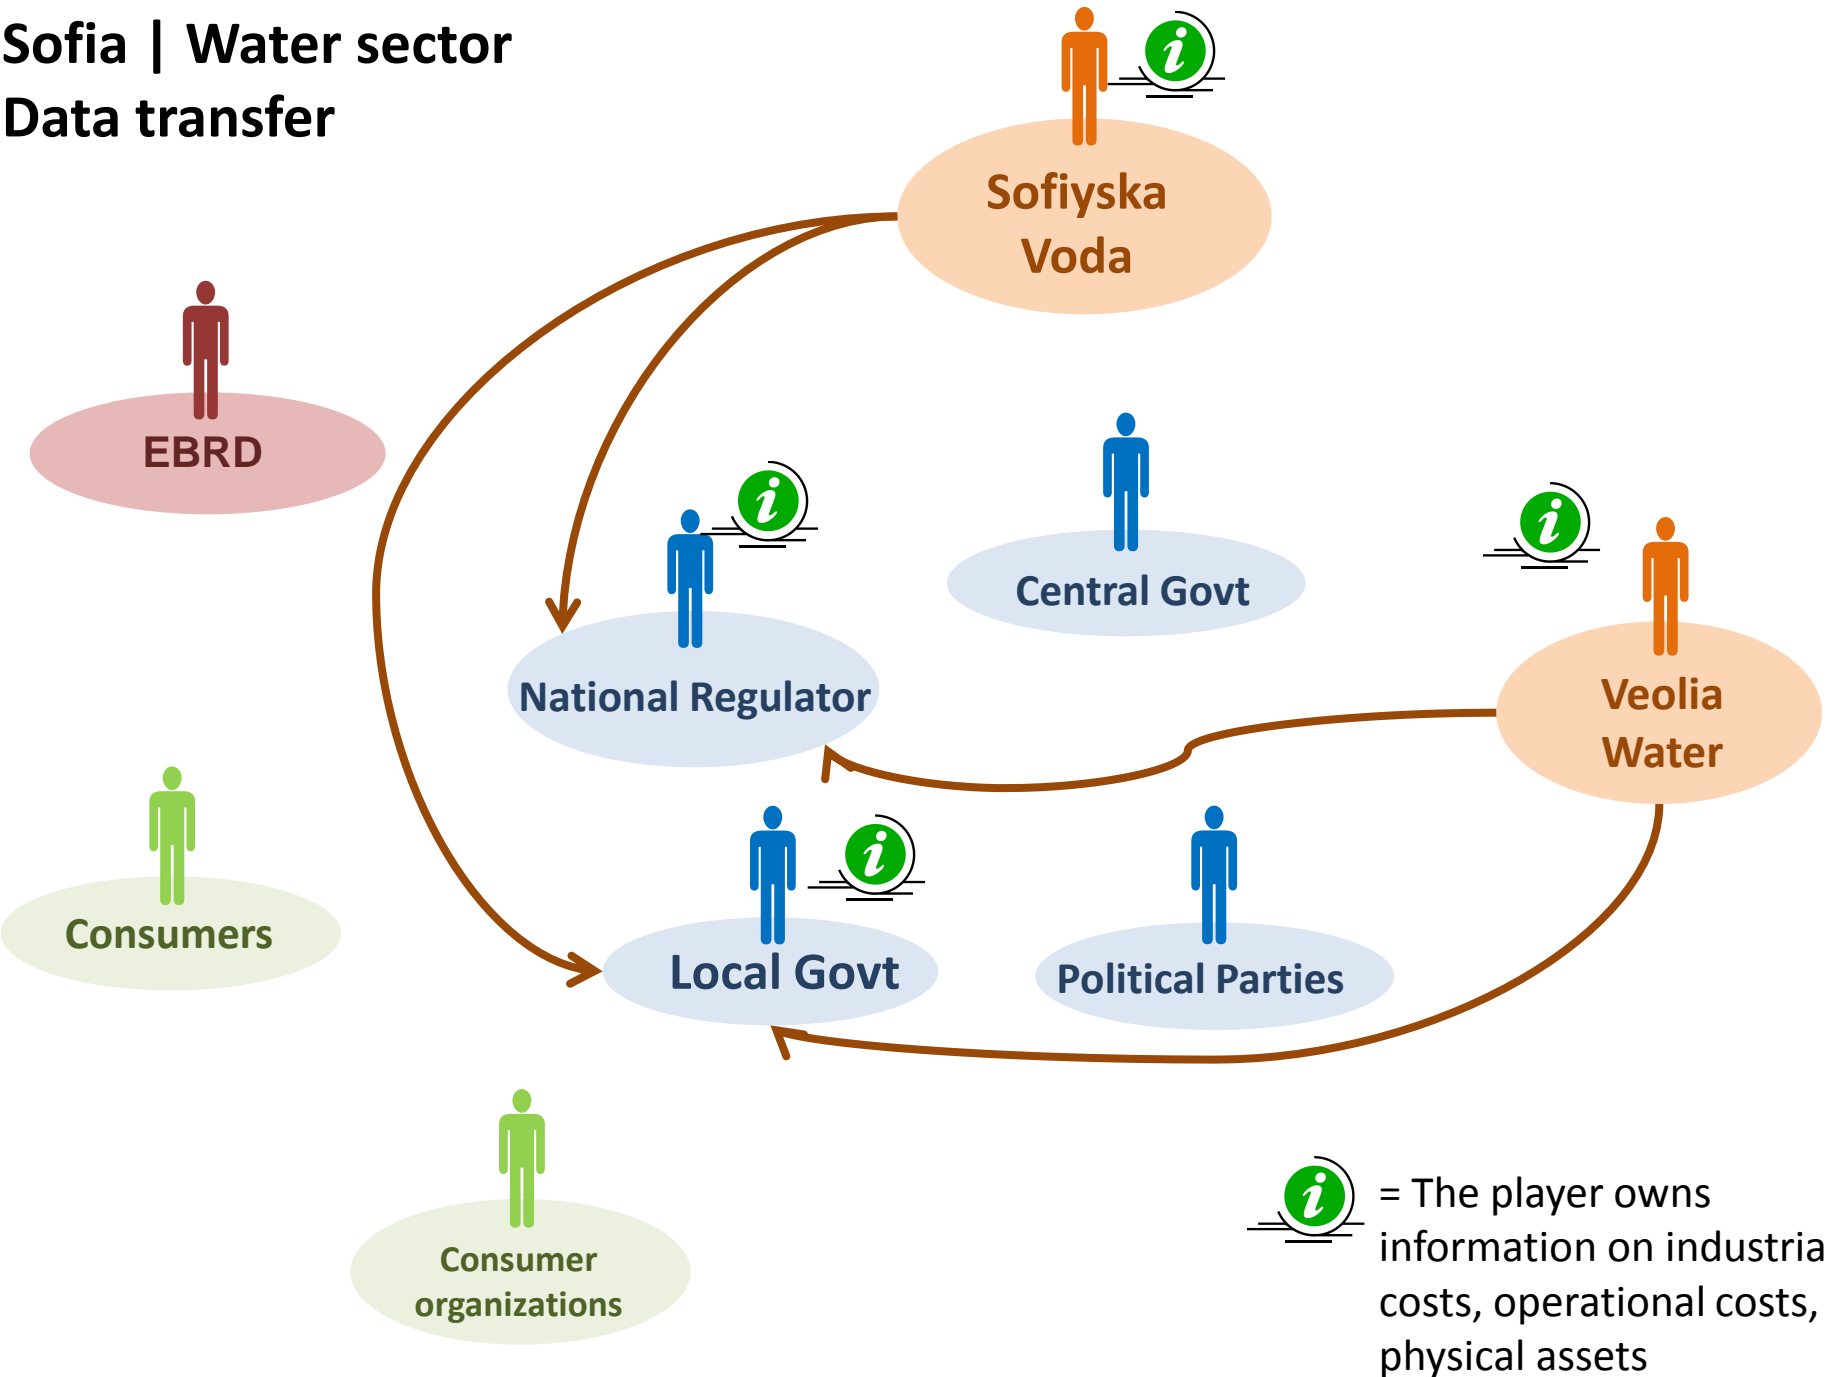 Sofia | Water sector
Data transfer
Sofiyska
Voda
EBRD
Central Govt
National Regulator
Veolia
Water
Consumers
Local Govt
Political Parties
Consumer
organizations
= The player owns
information on industria
costs, operational costs,
physical assets